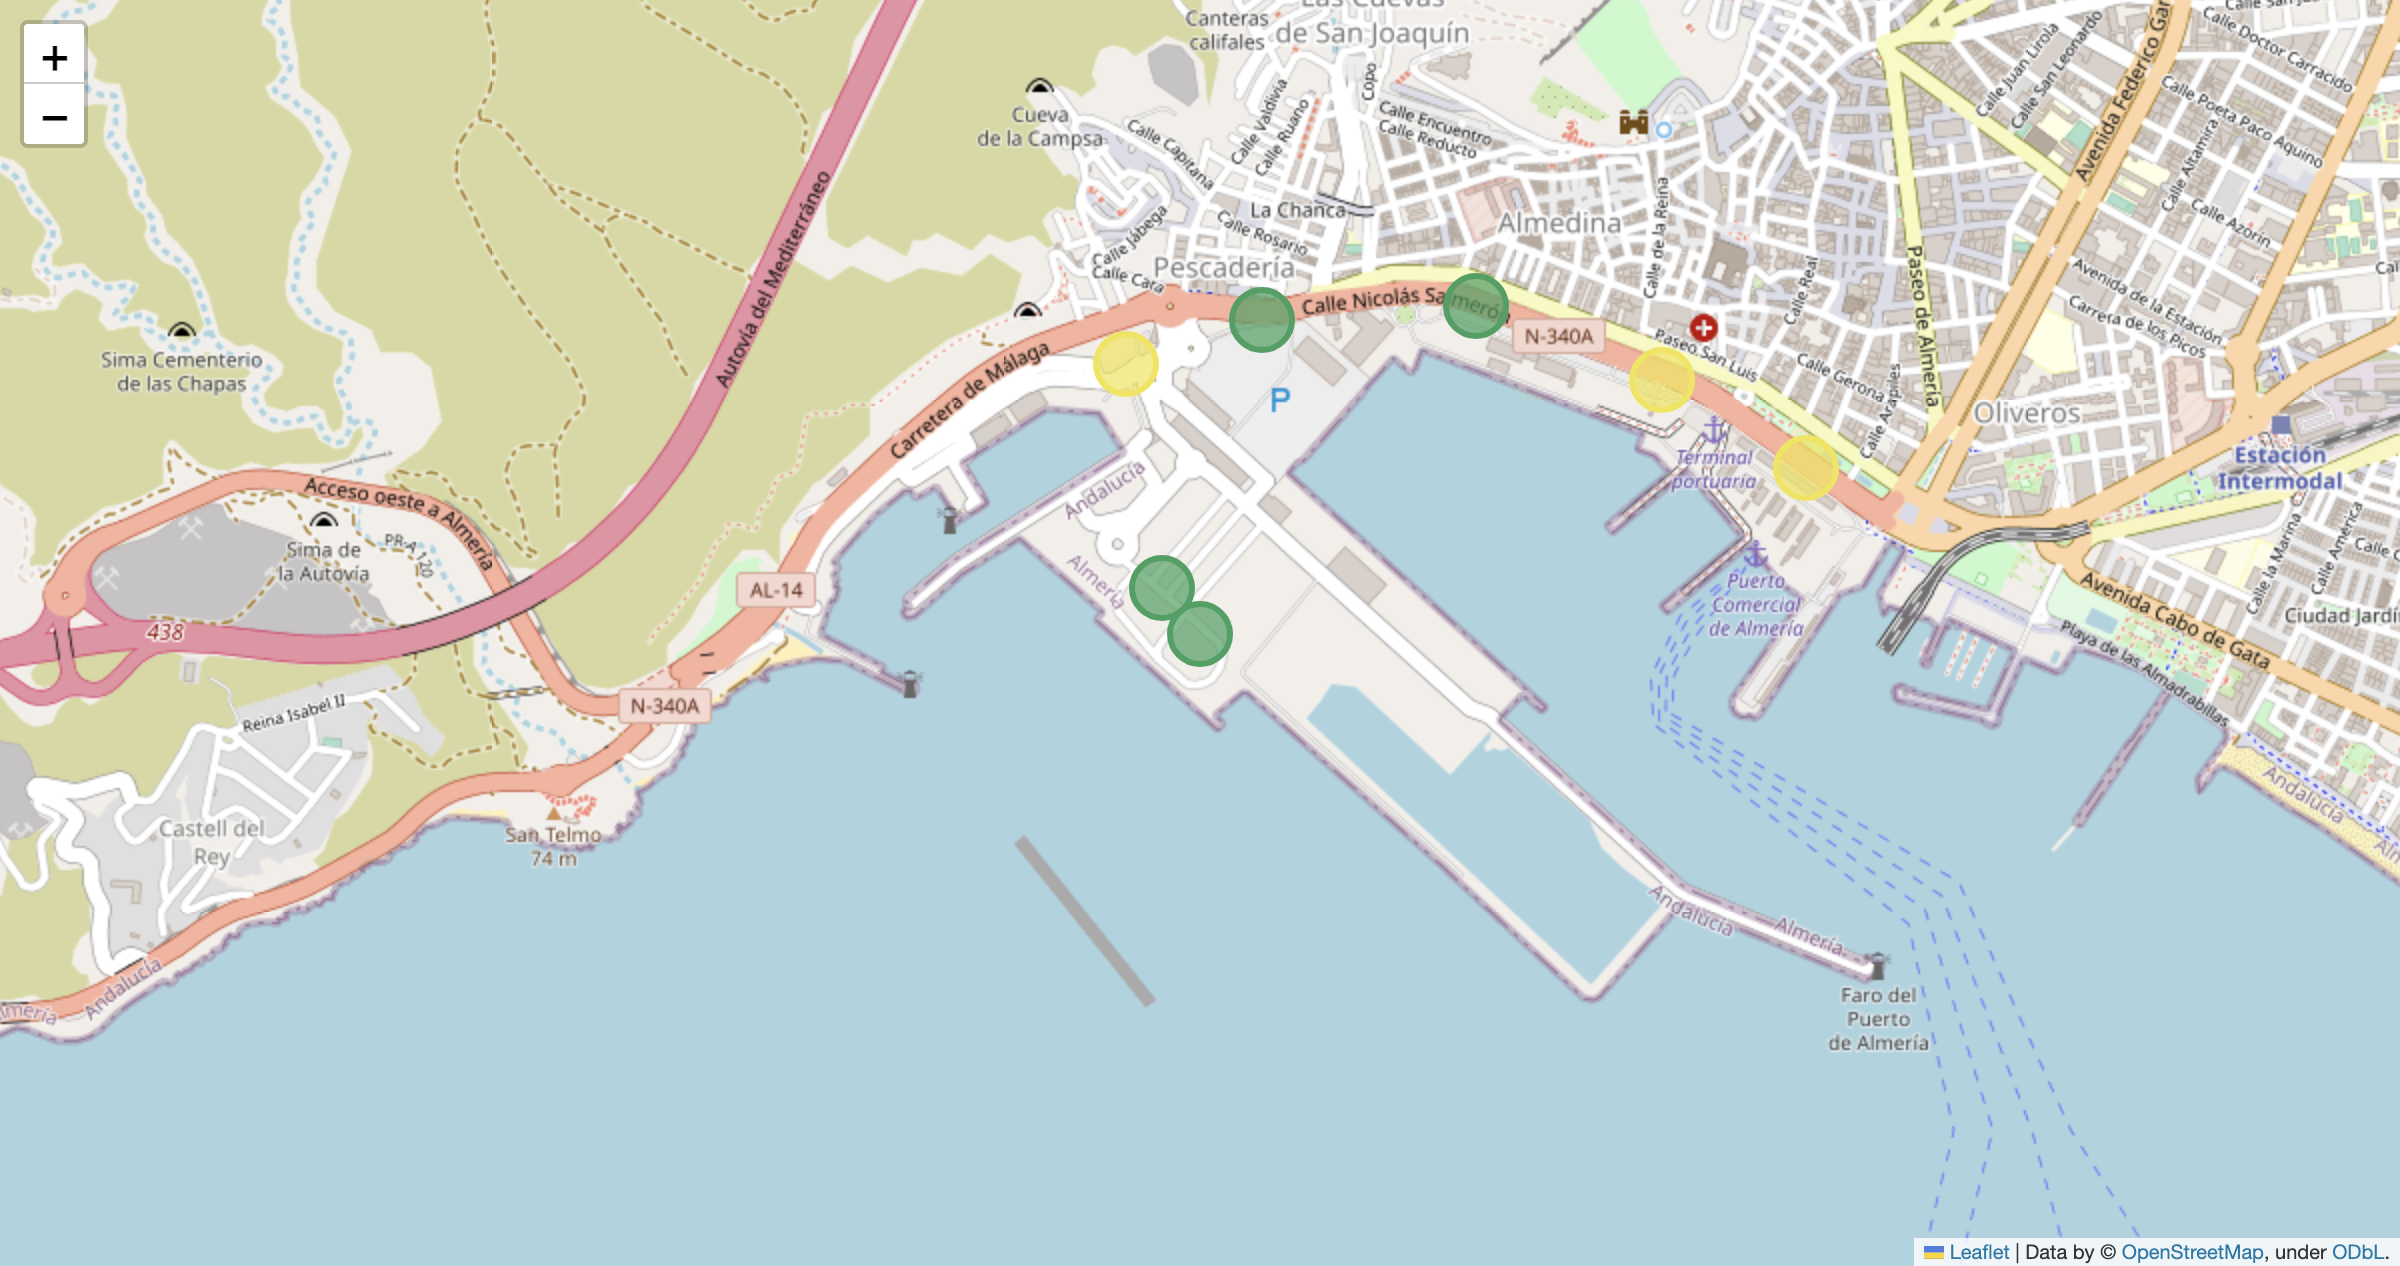 +
−
Canteras
califales
Las Cuevas
de San Joaquín
Cueva
de la Campsa
Calle Capitana
Calle Valdivia
Calle Ruano
Copo
Calle Encuentro
Calle Reducto
La Chanca
Calle Jábega
Calle Rosario
Calle Cara
Pescadería
Almedina
Calle de la Reina
Calle Real
Paseo de Almería
Avenida Federico Gar
Calle Juan Lirola
Calle San Leonardo
Calle Doctor Carracido
Calle Poeta Paco Aquino
Calle Altamira
Calle Azorín
Cal
Avenida de la Estación
Carrera de los Picos
Autovía del Mediterráneo
Sima Cementerio
de las Chapas
Carretera de Málaga
Calle Nicolás Salmerón
N-340A
Paseo San Luis
Calle Gerona
Calle Arapiles
Oliveros
P
Estación
Intermodal
Terminal
portuaria
Andalucía
Almería
Acceso oeste a Almería
Sima de
la Autovía
PR-A 120
AL-14
438
N-340A
Puerto
Comercial
de Almería
Avenida Cabo de Gata
Playa de las Almadrabillas
Calle la Marina
Calle América
Calle C
Ciudad Jardí
Reina Isabel II
Castell del
Rey
San Telmo
74 m
Andalucía
Alm
Andalucía
Almería
lmería
Andalucía
Faro del
Puerto
de Almería
Leaflet | Data by © OpenStreetMap, under ODbL.